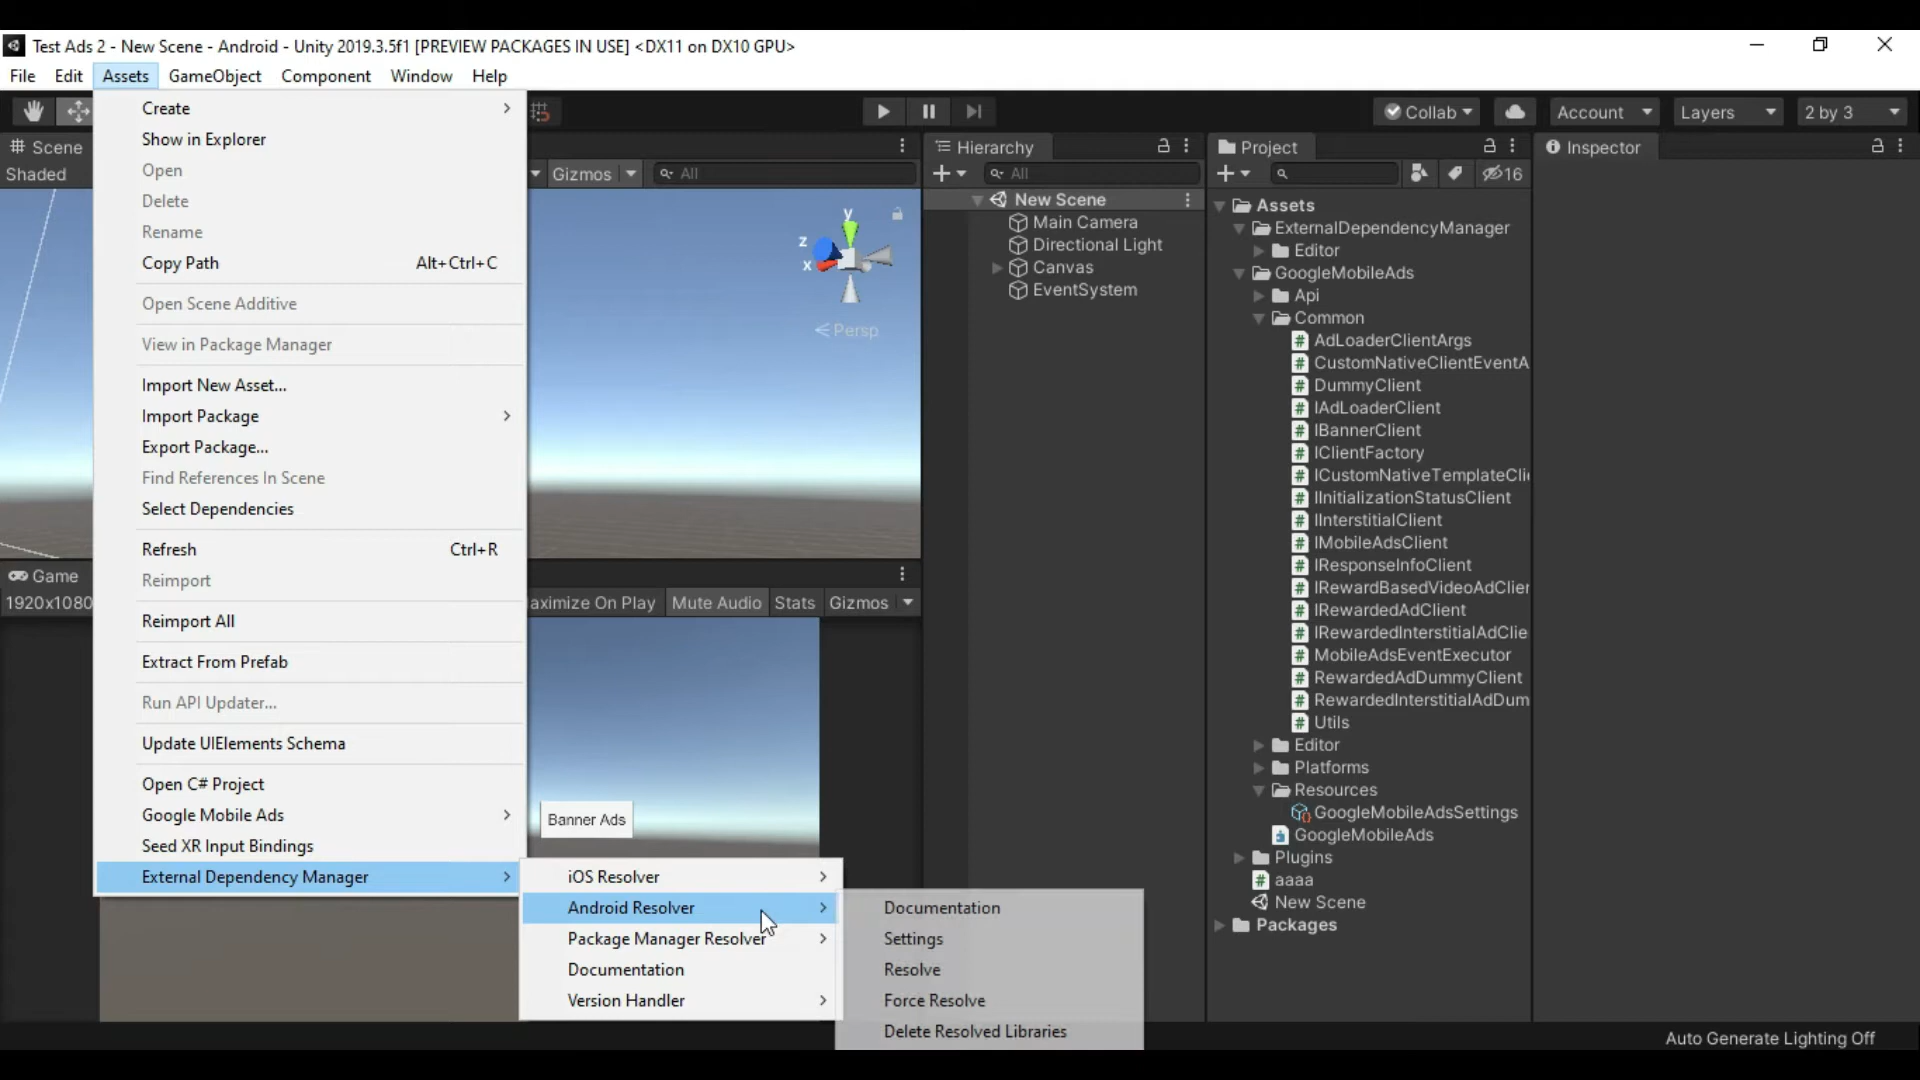 Test Ads 2 - New Scene - Android - Unity 2019.3.5f1 [PREVIEW PACKAGES IN USE] <DX11 on DX10 GPU>
File Edit Assets GameObject Component Window Help
Collab Account Layers 2 by 3
Scene
Shaded
Gizmos All
y
z
x
Persp
Create
Show in Explorer
Open
Delete
Rename
Copy Path Alt+Ctrl+C
Open Scene Additive
View in Package Manager
Import New Asset...
Import Package
Export Package...
Find References In Scene
Select Dependencies
Refresh Ctrl+R
Reimport
Reimport All
Extract From Prefab
Run API Updater...
Update UIElements Schema
Open C# Project
Google Mobile Ads
Seed XR Input Bindings
External Dependency Manager
iOS Resolver
Android Resolver
Package Manager Resolver
Documentation
Version Handler
Documentation
Settings
Resolve
Force Resolve
Delete Resolved Libraries
Game
1920x1080 aximize On Play Mute Audio Stats Gizmos
Banner Ads
Hierarchy
All
New Scene
Main Camera
Directional Light
Canvas
EventSystem
Project
16
Assets
ExternalDependencyManager
Editor
GoogleMobileAds
Api
Common
AdLoaderClientArgs
CustomNativeClientEventA
DummyClient
IAdLoaderClient
IBannerClient
IClientFactory
ICustomNativeTemplateCli
IInitializationStatusClient
IInterstitialClient
IMobileAdsClient
IResponseInfoClient
IRewardBasedVideoAdClier
IRewardedAdClient
IRewardedInterstitialAdClie
MobileAdsEventExecutor
RewardedAdDummyClient
RewardedInterstitialAdDum
Utils
Editor
Platforms
Resources
GoogleMobileAdsSettings
GoogleMobileAds
Plugins
aaaa
New Scene
Packages
Inspector
Auto Generate Lighting Off